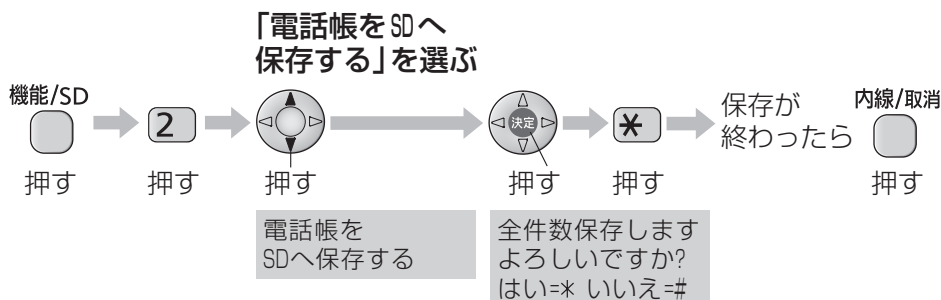 「電話帳をSDへ
保存する」を選ぶ
機能/SD
2
決定
✱
保存が
終わったら
内線/取消
押す
押す
押す
押す
押す
押す
電話帳を
SDへ保存する
全件数保存します
よろしいですか?
はい=* いいえ=#